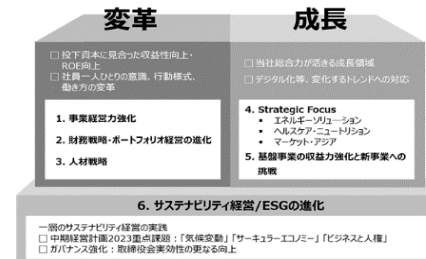 変革
□ 投下資本に見合った収益性向上・
ROE向上
□ 社員一人ひとりの意識、行動様式、
働き方の変革
1. 事業経営力強化
2. 財務戦略・ポートフォリオ経営の進化
3. 人材戦略
成長
□ 当社総合力が活きる成長領域
□ デジタル化等、変化するトレンドへの対応
4. Strategic Focus
▪ エネルギーソリューション
▪ ヘルスケア・ニュートリション
▪ マーケット・アジア
5. 基盤事業の収益力強化と新事業への
挑戦
6. サステナビリティ経営/ESGの進化
一層のサステナビリティ経営の実践
□ 中期経営計画2023重点課題:「気候変動」「サーキュラーエコノミー」「ビジネスと人権」
□ ガバナンス強化:取締役会実効性の更なる向上